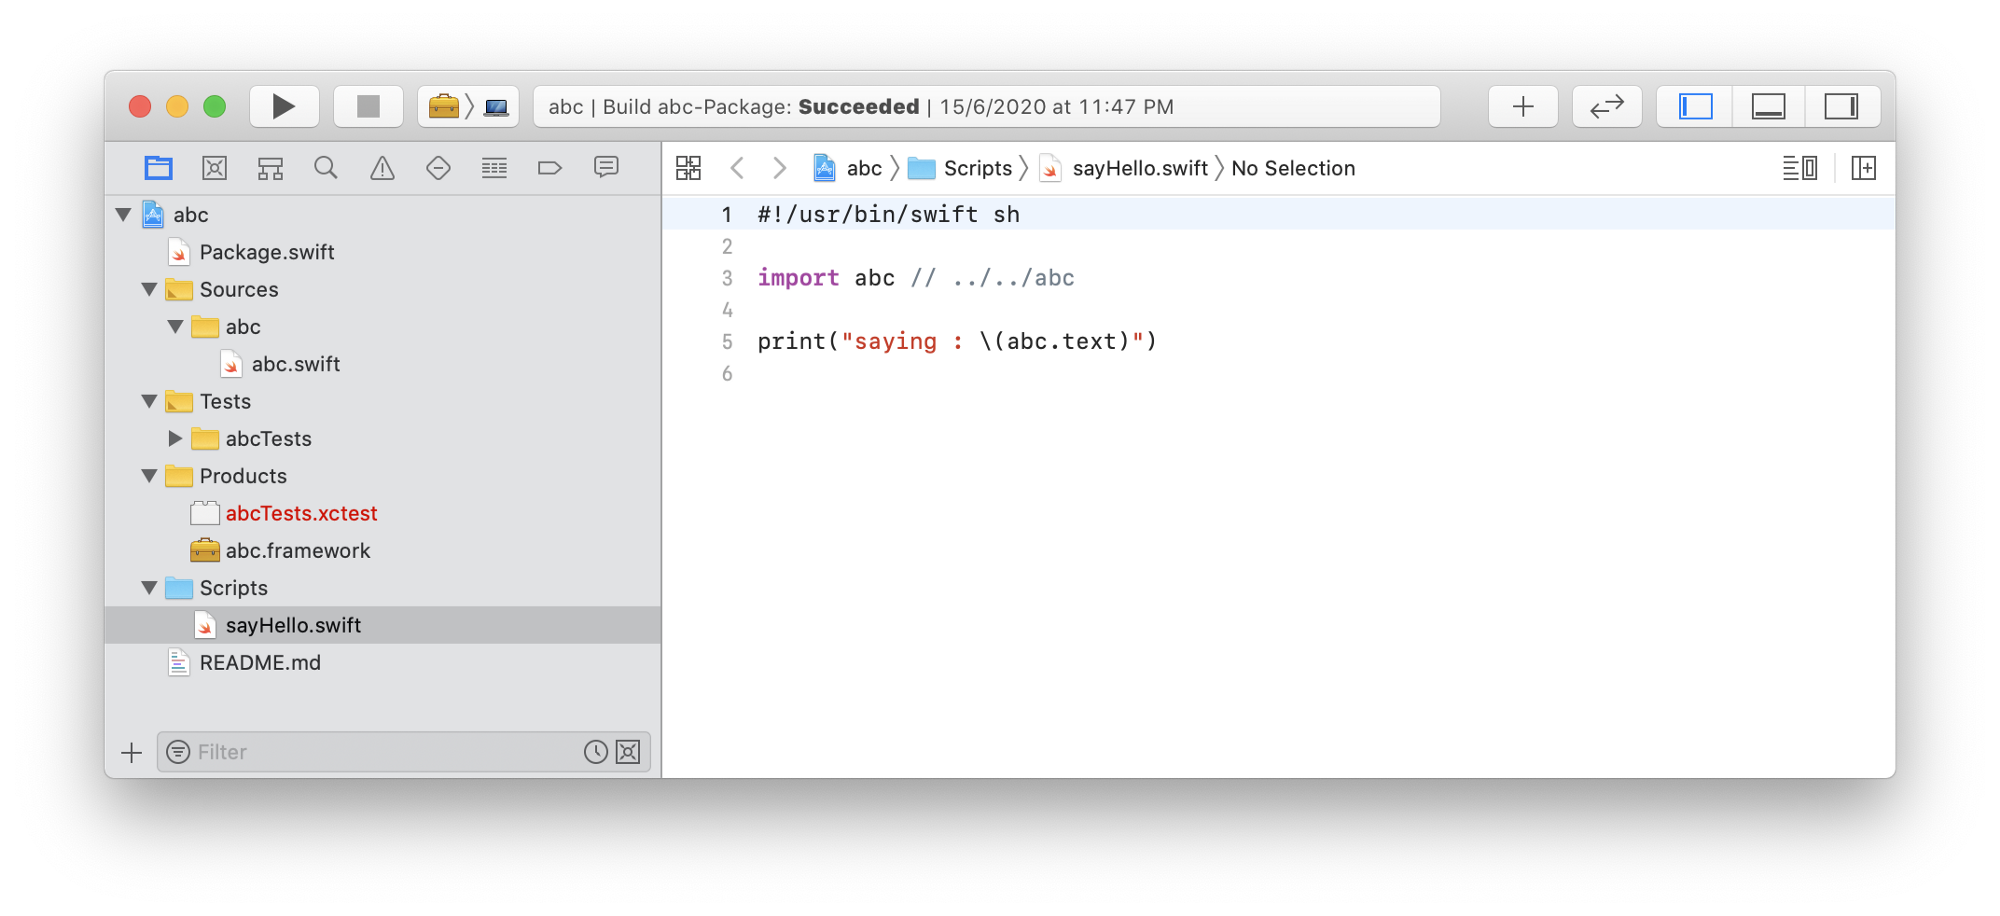 abc | Build abc-Package: Succeeded | 15/6/2020 at 11:47 PM
abc
Package.swift
Sources
abc
abc.swift
Tests
abcTests
Products
abcTests.xctest
abc.framework
Scripts
sayHello.swift
README.md
Filter
abc Scripts sayHello.swift No Selection
1 #!/usr/bin/swift sh
2
3 import abc // ../../abc
4
5 print("saying : \(abc.text)")
6